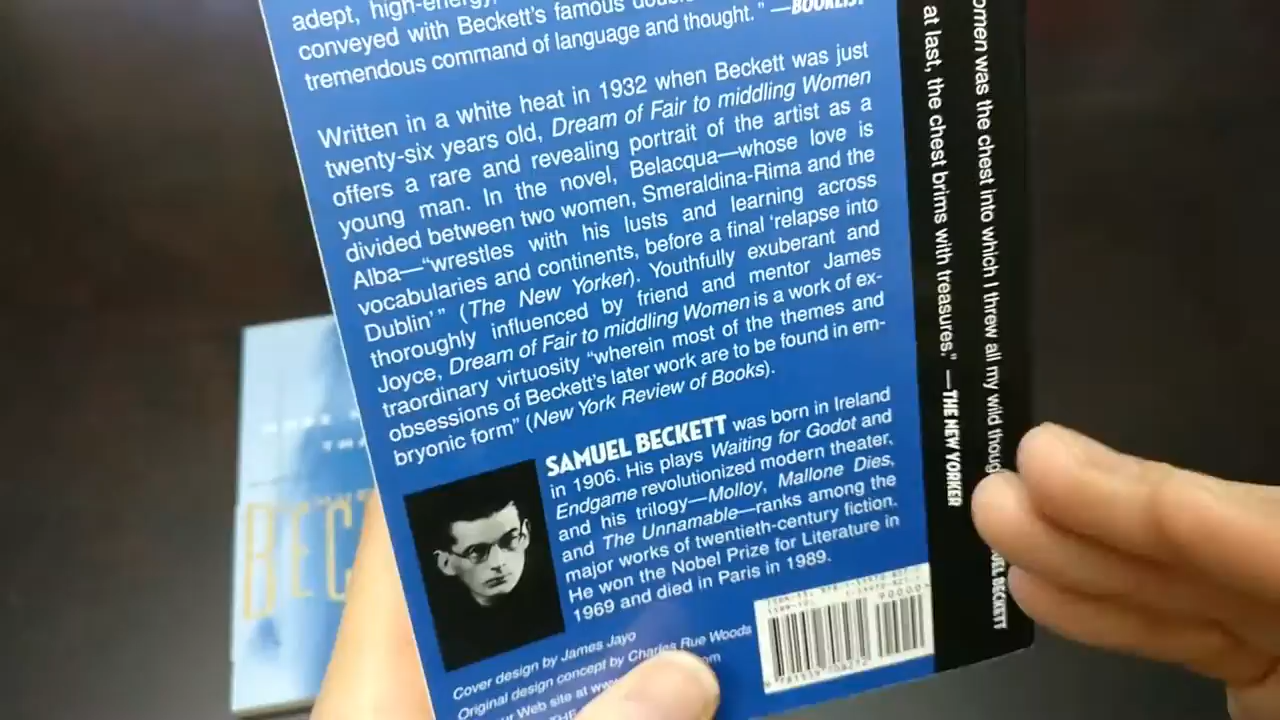 adept, high-energy,
conveyed with Beckett's famous
tremendous command of language and thought." —BOOKLIST
Written in a white heat in 1932 when Beckett was just
twenty-six years old, Dream of Fair to middling Women
offers a rare and revealing portrait of the artist as a
young man. In the novel, Belacqua—whose love is
divided between two women, Smeraldina-Rima and the
Alba—"wrestles with his lusts and learning across
vocabularies and continents, before a final 'relapse into
Dublin'" (The New Yorker). Youthfully exuberant and
thoroughly influenced by friend and mentor James
Joyce, Dream of Fair to middling Women is a work of ex-
traordinary virtuosity "wherein most of the themes and
obsessions of Beckett's later work are to be found in em-
bryonic form" (New York Review of Books).
SAMUEL BECKETT was born in Ireland
in 1906. His plays Waiting for Godot and
Endgame revolutionized modern theater,
and his trilogy—Molloy, Mallone Dies,
and The Unnamable—ranks among the
major works of twentieth-century fiction.
He won the Nobel Prize for Literature in
1969 and died in Paris in 1989.
Cover design by James Jayo
Original design concept by Charles Rue Woods
Web site at
THE
90000
omen was the chest into which I threw all my wild thoug
at last, the chest brims with treasures." —THE NEW YORKER
UEL BECKETT
BEC